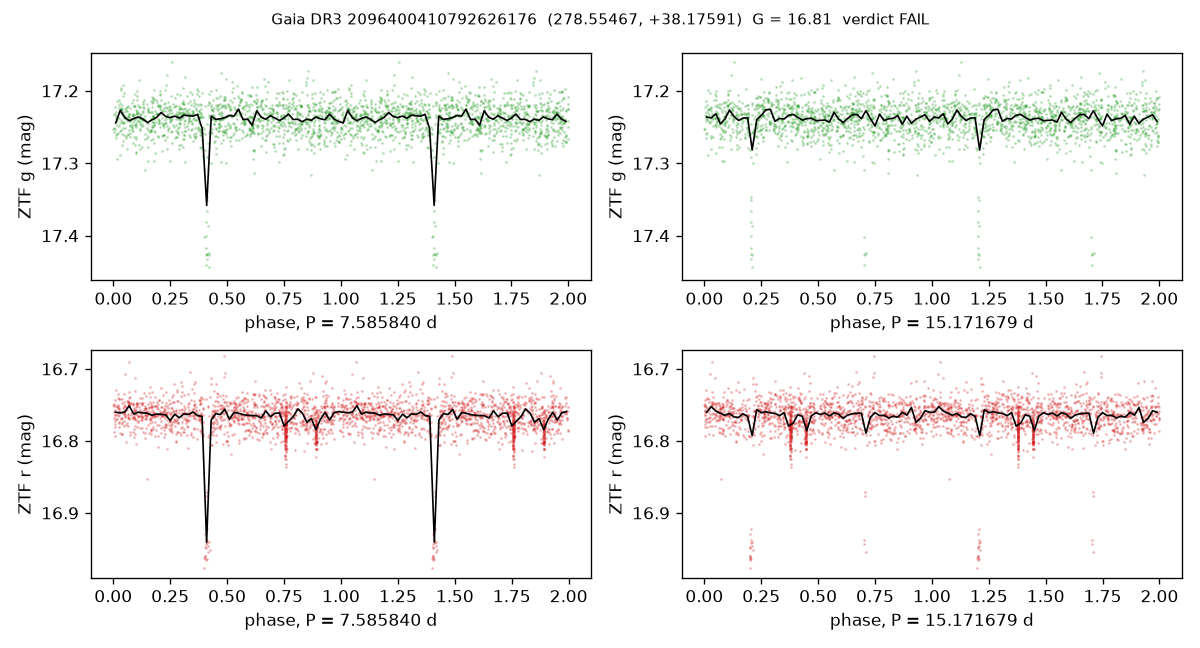 Gaia DR3 2096400410792626176 (278.55467, +38.17591) G = 16.81 verdict FAIL
ZTF g (mag)
17.2
17.3
17.4
0.00 0.25 0.50 0.75 1.00 1.25 1.50 1.75 2.00
phase, P = 7.585840 d
ZTF g (mag)
17.2
17.3
17.4
0.00 0.25 0.50 0.75 1.00 1.25 1.50 1.75 2.00
phase, P = 15.171679 d
ZTF r (mag)
16.7
16.8
16.9
0.00 0.25 0.50 0.75 1.00 1.25 1.50 1.75 2.00
phase, P = 7.585840 d
ZTF r (mag)
16.7
16.8
16.9
0.00 0.25 0.50 0.75 1.00 1.25 1.50 1.75 2.00
phase, P = 15.171679 d